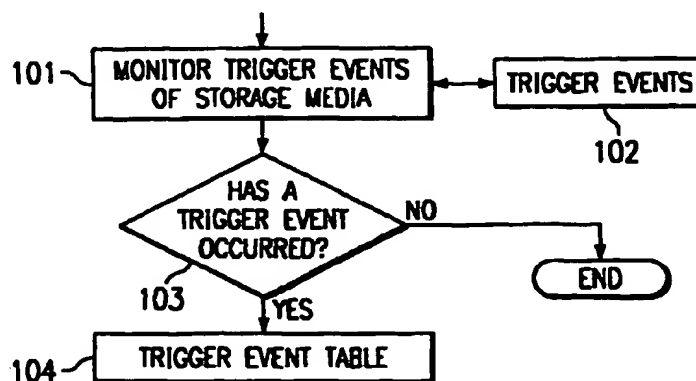 101
MONITOR TRIGGER EVENTS
OF STORAGE MEDIA
TRIGGER EVENTS
102
HAS A
TRIGGER EVENT
OCCURRED?
NO
103
END
YES
104
TRIGGER EVENT TABLE